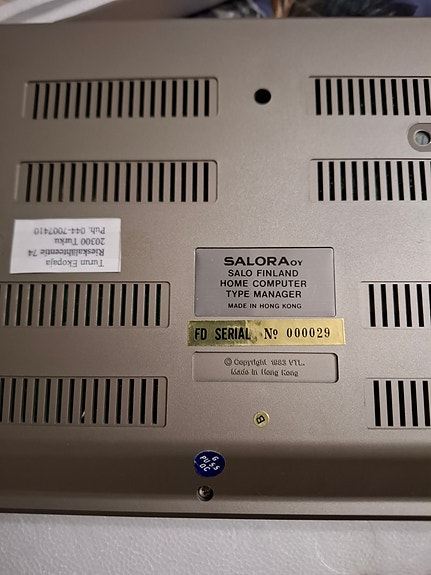 Turun Ekopaja
Rieskalähteentie 74
20300 Turku
Puh. 044-7007410
SALORA OY
SALO FINLAND
HOME COMPUTER
TYPE MANAGER
MADE IN HONG KONG
FD SERIAL Nº 000029
© Copyright 1983 VTL.
Made in Hong Kong
B